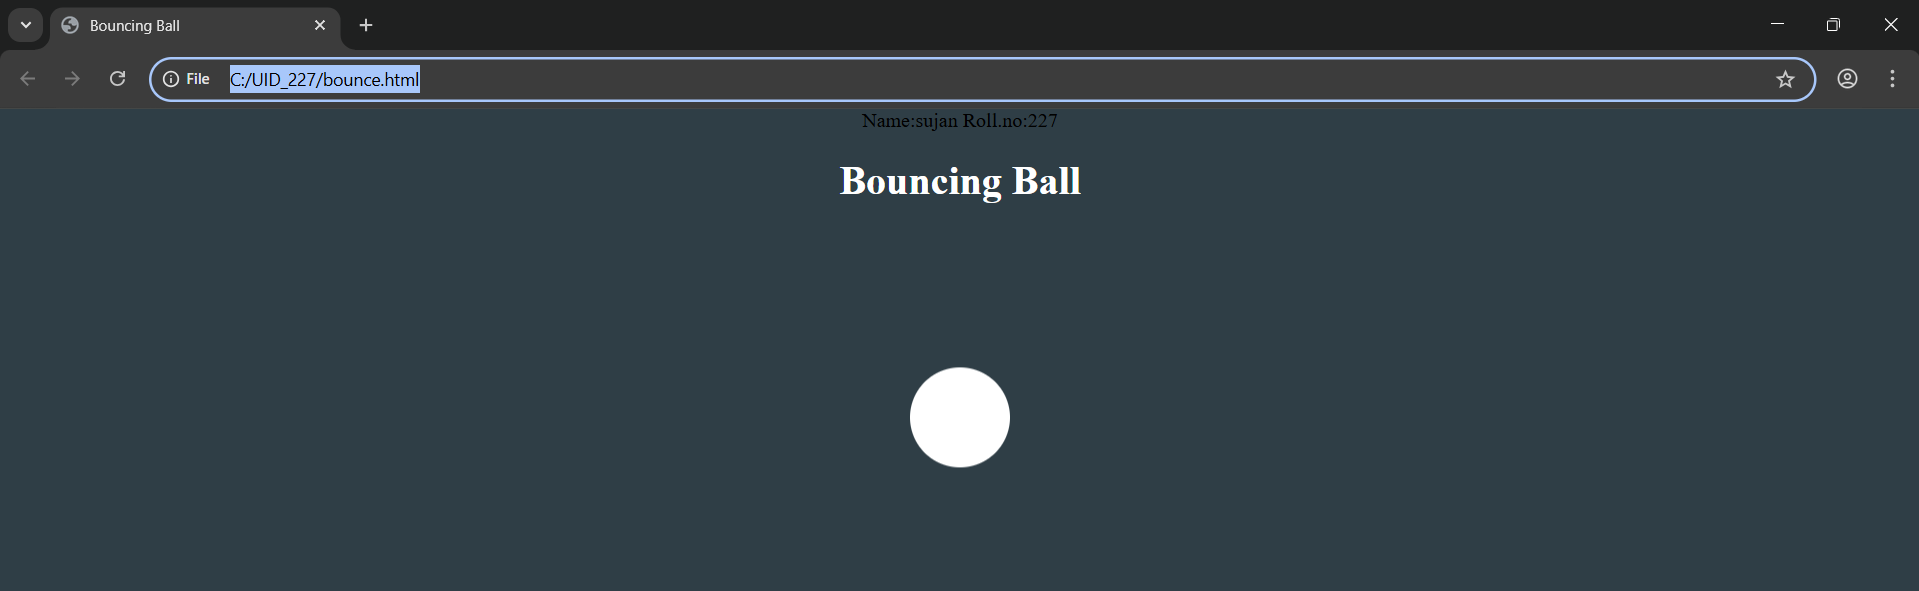 Bouncing Ball
File C:/UID_227/bounce.html
Name:sujan Roll.no:227
Bouncing Ball